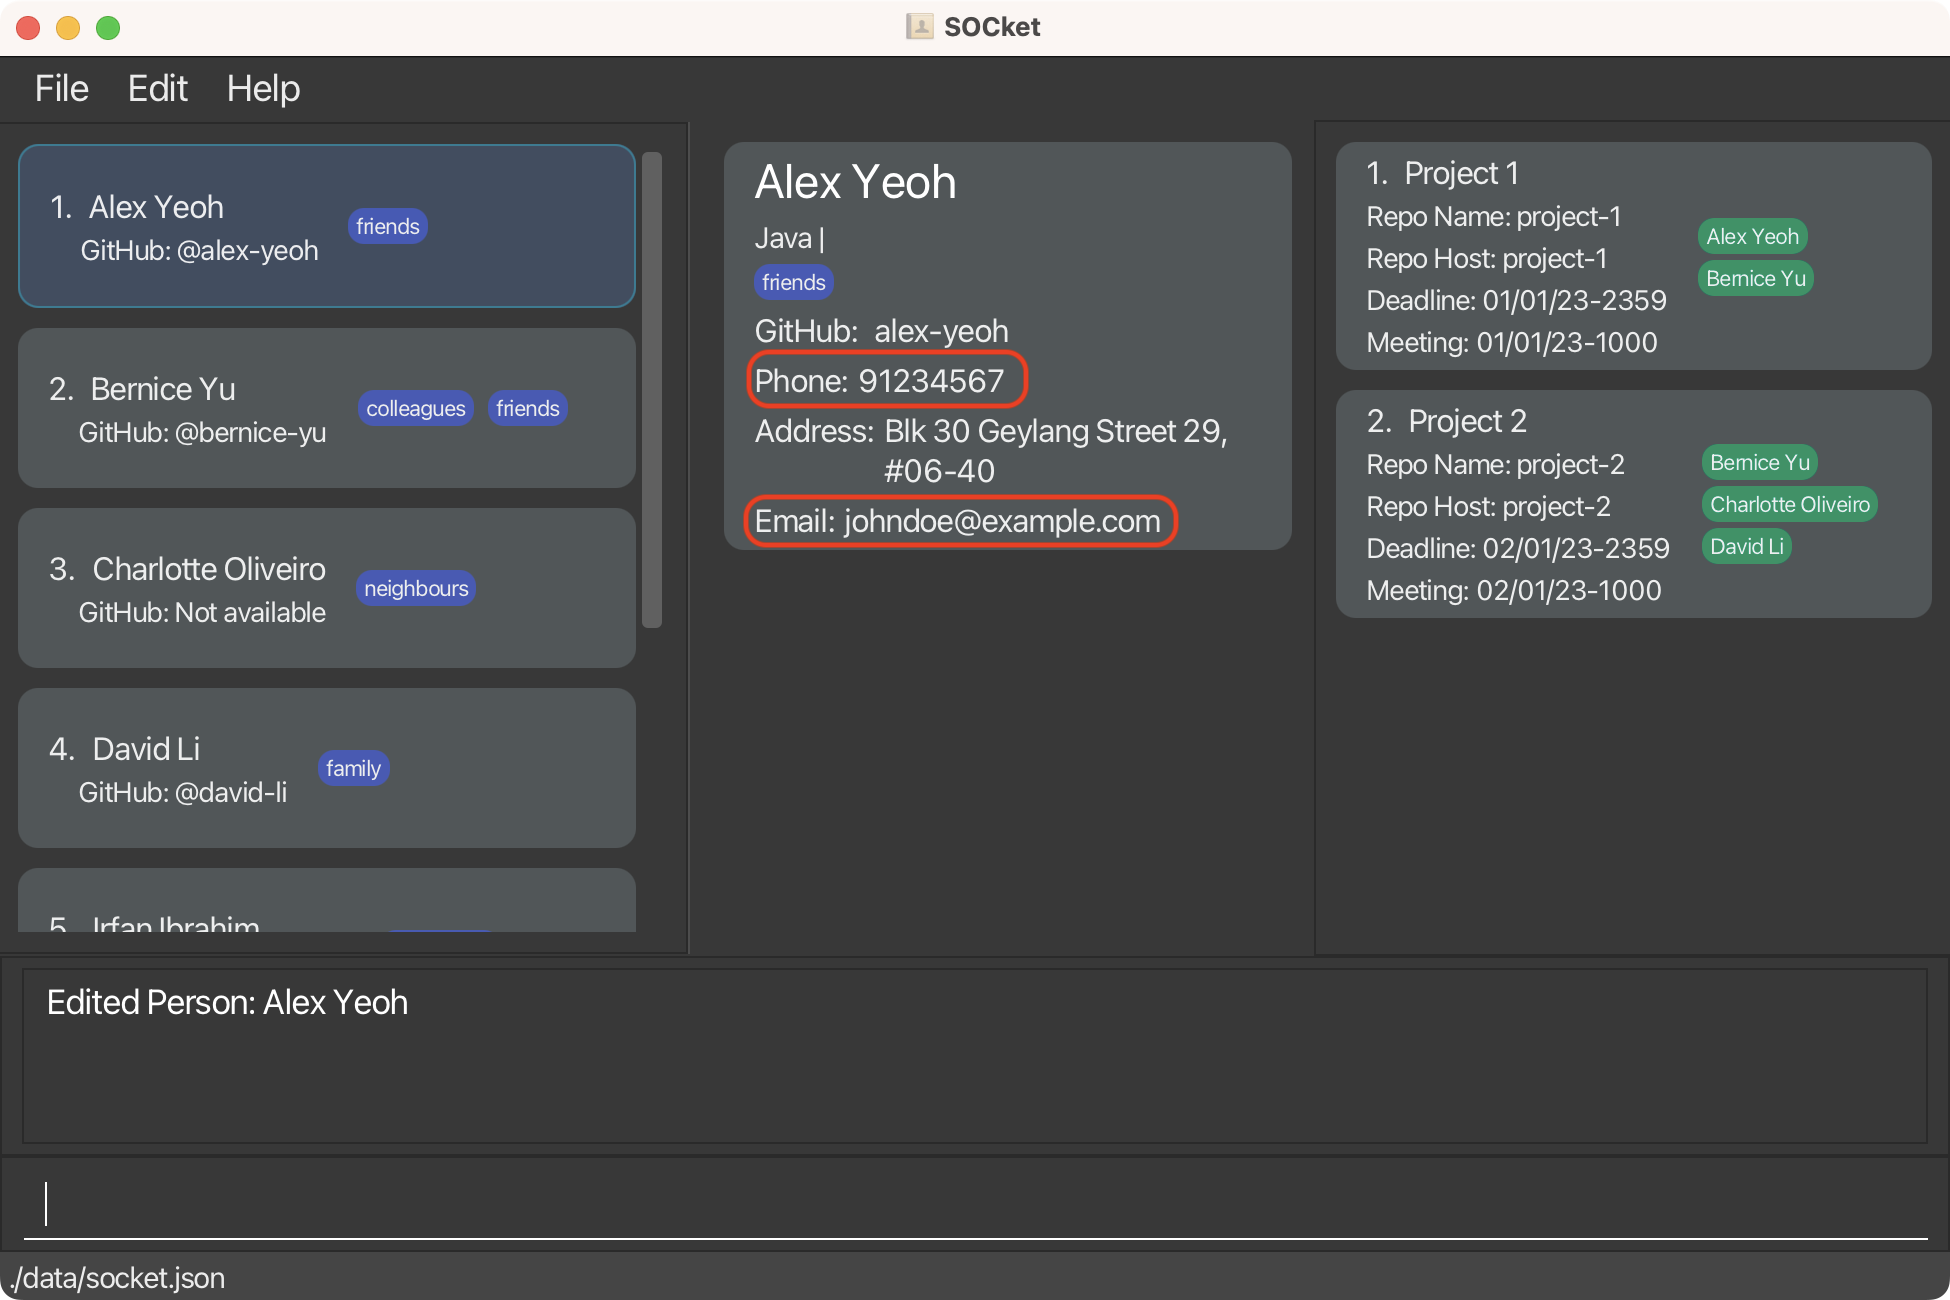 SOCket
File Edit Help
1. Alex Yeoh
GitHub: @alex-yeoh
friends
2. Bernice Yu
GitHub: @bernice-yu
colleagues friends
3. Charlotte Oliveiro
GitHub: Not available
neighbours
4. David Li
GitHub: @david-li
family
5. Irfan Ibrahim
Alex Yeoh
Java |
friends
GitHub: alex-yeoh
Phone: 91234567
Address: Blk 30 Geylang Street 29,
#06-40
Email: johndoe@example.com
1. Project 1
Repo Name: project-1
Repo Host: project-1
Deadline: 01/01/23-2359
Meeting: 01/01/23-1000
Alex Yeoh
Bernice Yu
2. Project 2
Repo Name: project-2
Repo Host: project-2
Deadline: 02/01/23-2359
Meeting: 02/01/23-1000
Bernice Yu
Charlotte Oliveiro
David Li
Edited Person: Alex Yeoh
./data/socket.json